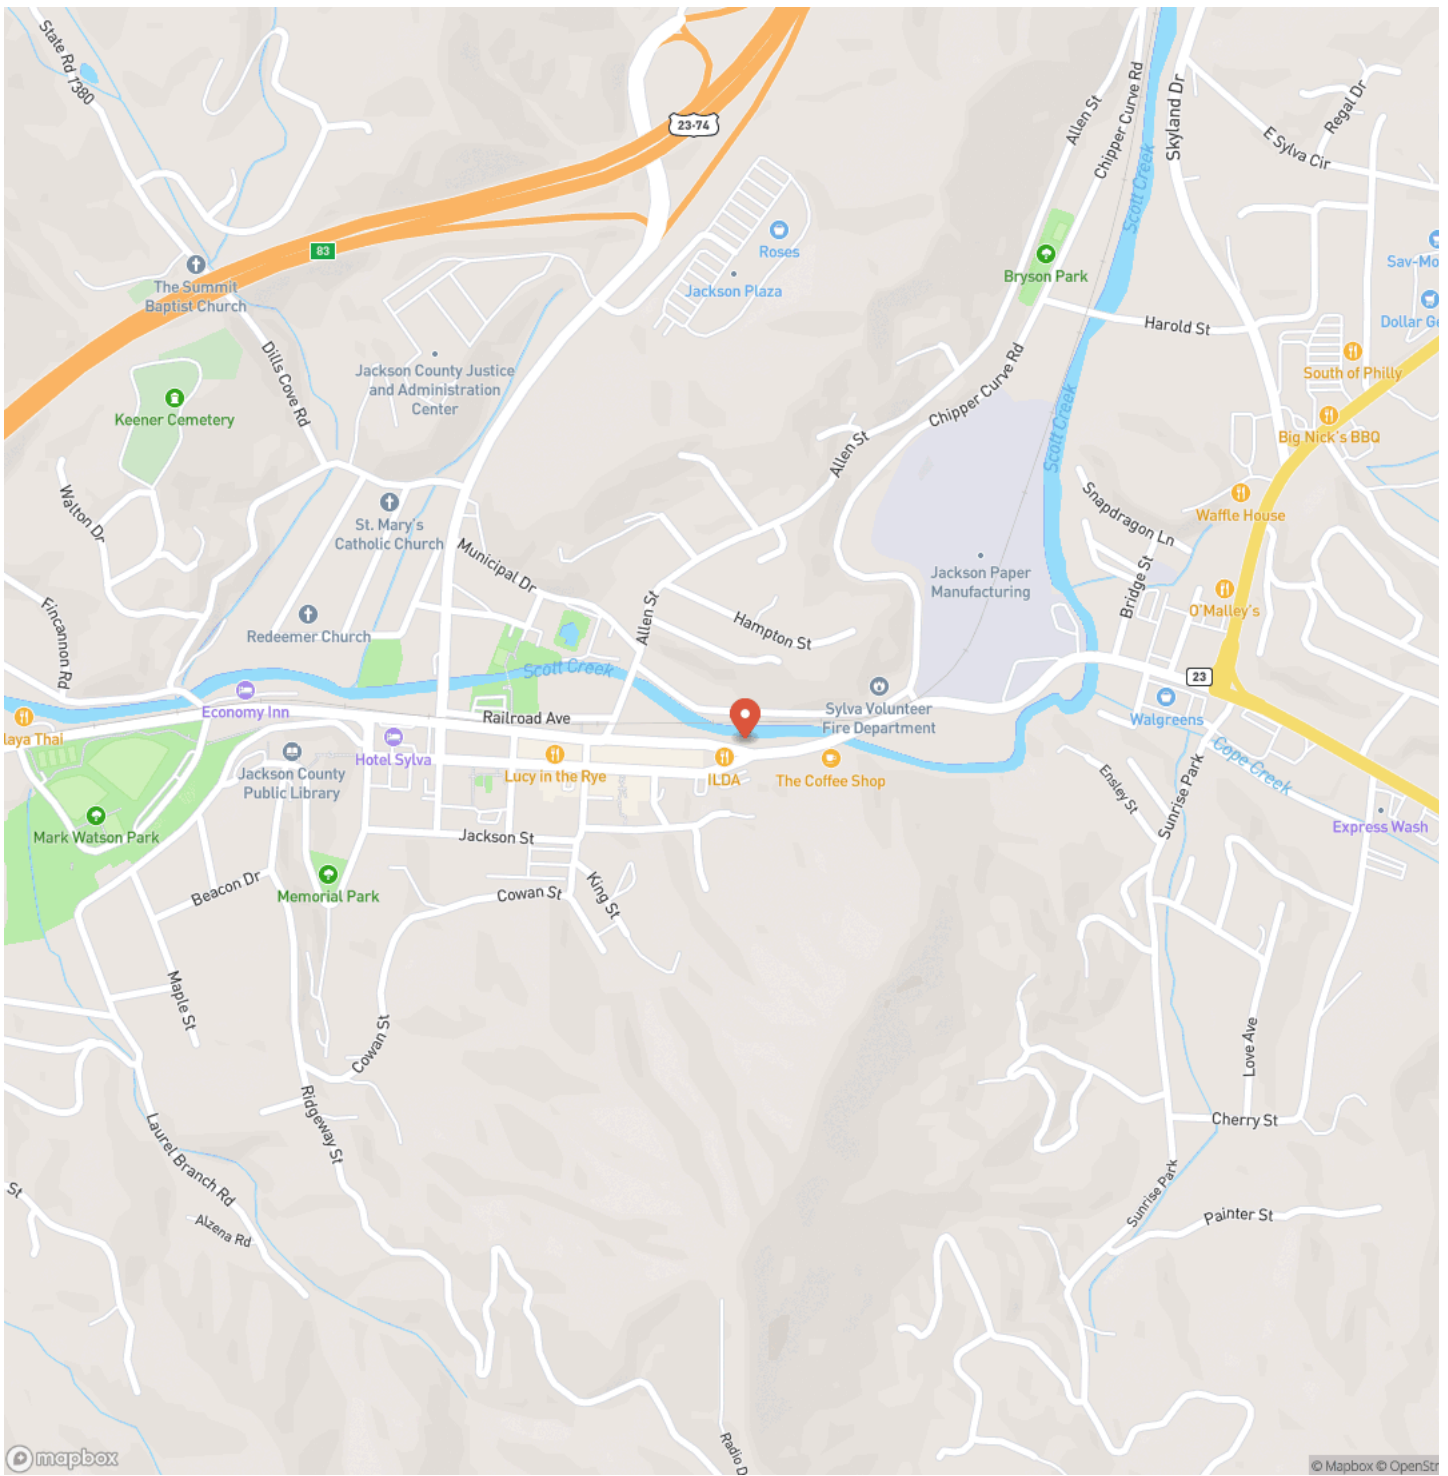 State Rd 1380
23-74
Allen St
Chipper Curve Rd
Scott Creek
Skyland Dr
Regal Dr
E Sylva Cir
83
The Summit
Baptist Church
Roses
Jackson Plaza
Bryson Park
Sav-Mo
Dollar Ge
Harold St
South of Philly
Big Nick's BBQ
Waffle House
O'Malley's
Jackson County Justice
and Administration
Center
Dills Cove Rd
Keener Cemetery
Walton Dr
St. Mary's
Catholic Church
Municipal Dr
Allen St
Chipper Curve Rd
Scott Creek
Snapdragon Ln
Bridge St
Jackson Paper
Manufacturing
Fincannon Rd
Redeemer Church
Allen St
Hampton St
Scott Creek
Economy Inn
Railroad Ave
Sylva Volunteer
Fire Department
23
Walgreens
Cope Creek
laya Thai
Jackson County
Public Library
Hotel Sylva
Lucy in the Rye
ILDA
The Coffee Shop
Ensley St
Sunrise Park
Express Wash
Mark Watson Park
Jackson St
Beacon Dr
Memorial Park
Cowan St
King St
Maple St
Cowan St
Love Ave
Ridgeway St
Cherry St
Laurel Branch Rd
Sunrise Park
St
Alzena Rd
Painter St
Radio D
mapbox
© Mapbox © OpenStr